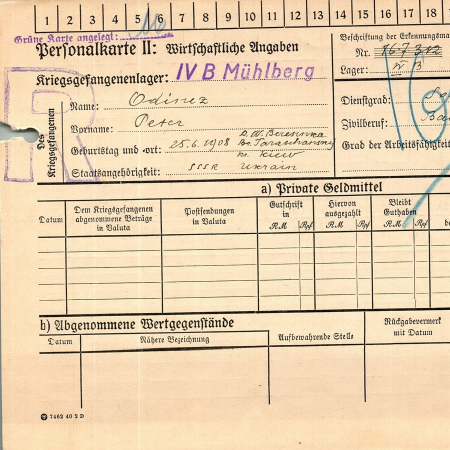 1 2 3 4 5 6 7 8 9 10 11 12 13 14 15 16 17 18
Grüne Karte angelegt:
Personalkarte II: Wirtschaftliche Angaben
Beschriftung der Erkennungsma
Nr. 167312
Kriegsgefangenenlager: IV B Mühlberg
Lager: IV B
Des Kriegsgefangenen
Name: Odinez
Dienstgrad:
Vorname: Peter
Zivilberuf:
Geburtstag und -ort: 25.6.1908
Grad der Arbeitsfähigkeit
kr. Kiew
Staatsangehörigkeit: SSSR Ukrain
a) Private Geldmittel
Datum
Dem Kriegsgefangenen abgenommene Beträge in Valuta
Postsendungen in Valuta
Gutschrift in
RM Rpf
Hiervon ausgezahlt
RM Rpf
Bleibt Guthaben
RM Rpf
b) Abgenommene Wertgegenstände
Datum
Nähere Bezeichnung
Aufbewahrende Stelle
Rückgabevermerk mit Datum
7462 40 Z D